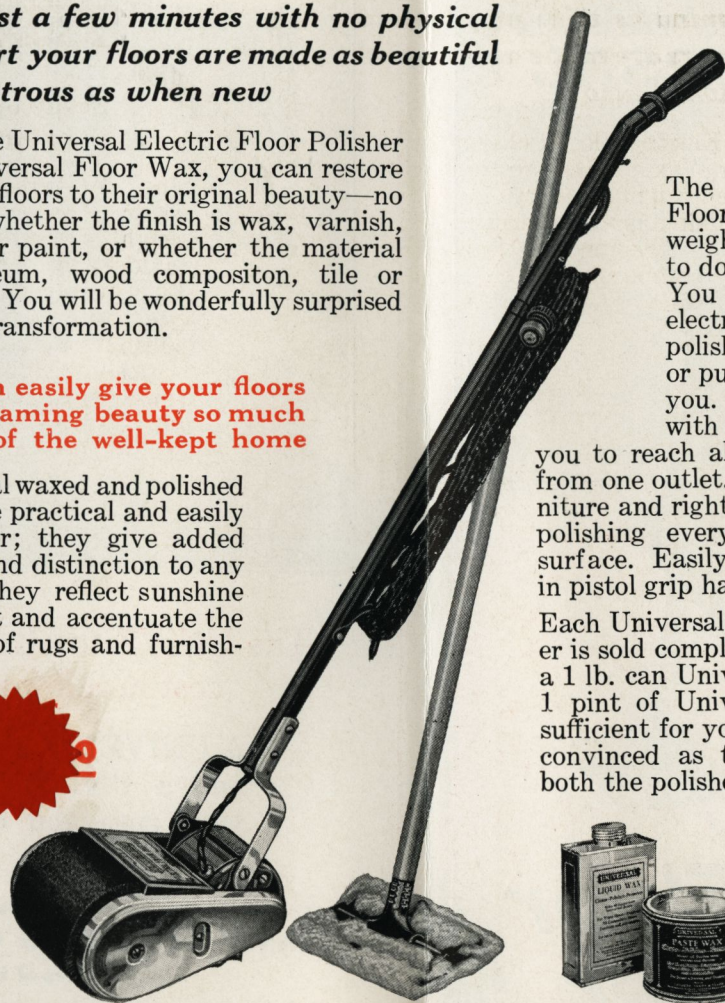 st a few minutes with no physical
rt your floors are made as beautiful
trous as when new
e Universal Electric Floor Polisher
versal Floor Wax, you can restore
floors to their original beauty—no
whether the finish is wax, varnish,
r paint, or whether the material
eum, wood compositon, tile or
You will be wonderfully surprised
ransformation.
n easily give your floors
aming beauty so much
of the well-kept home
l waxed and polished
e practical and easily
r; they give added
nd distinction to any
hey reflect sunshine
t and accentuate the
of rugs and furnish-
The
Floor
weigh
to do
You
electr
polish
or pu
you.
with
you to reach al
from one outlet.
niture and right
polishing every
surface. Easily
in pistol grip ha
Each Universal
er is sold compl
a 1 lb. can Univ
1 pint of Univ
sufficient for yo
convinced as t
both the polishe
UNIVERSAL
LIQUID WAX
UNIVERSAL
PASTE WAX